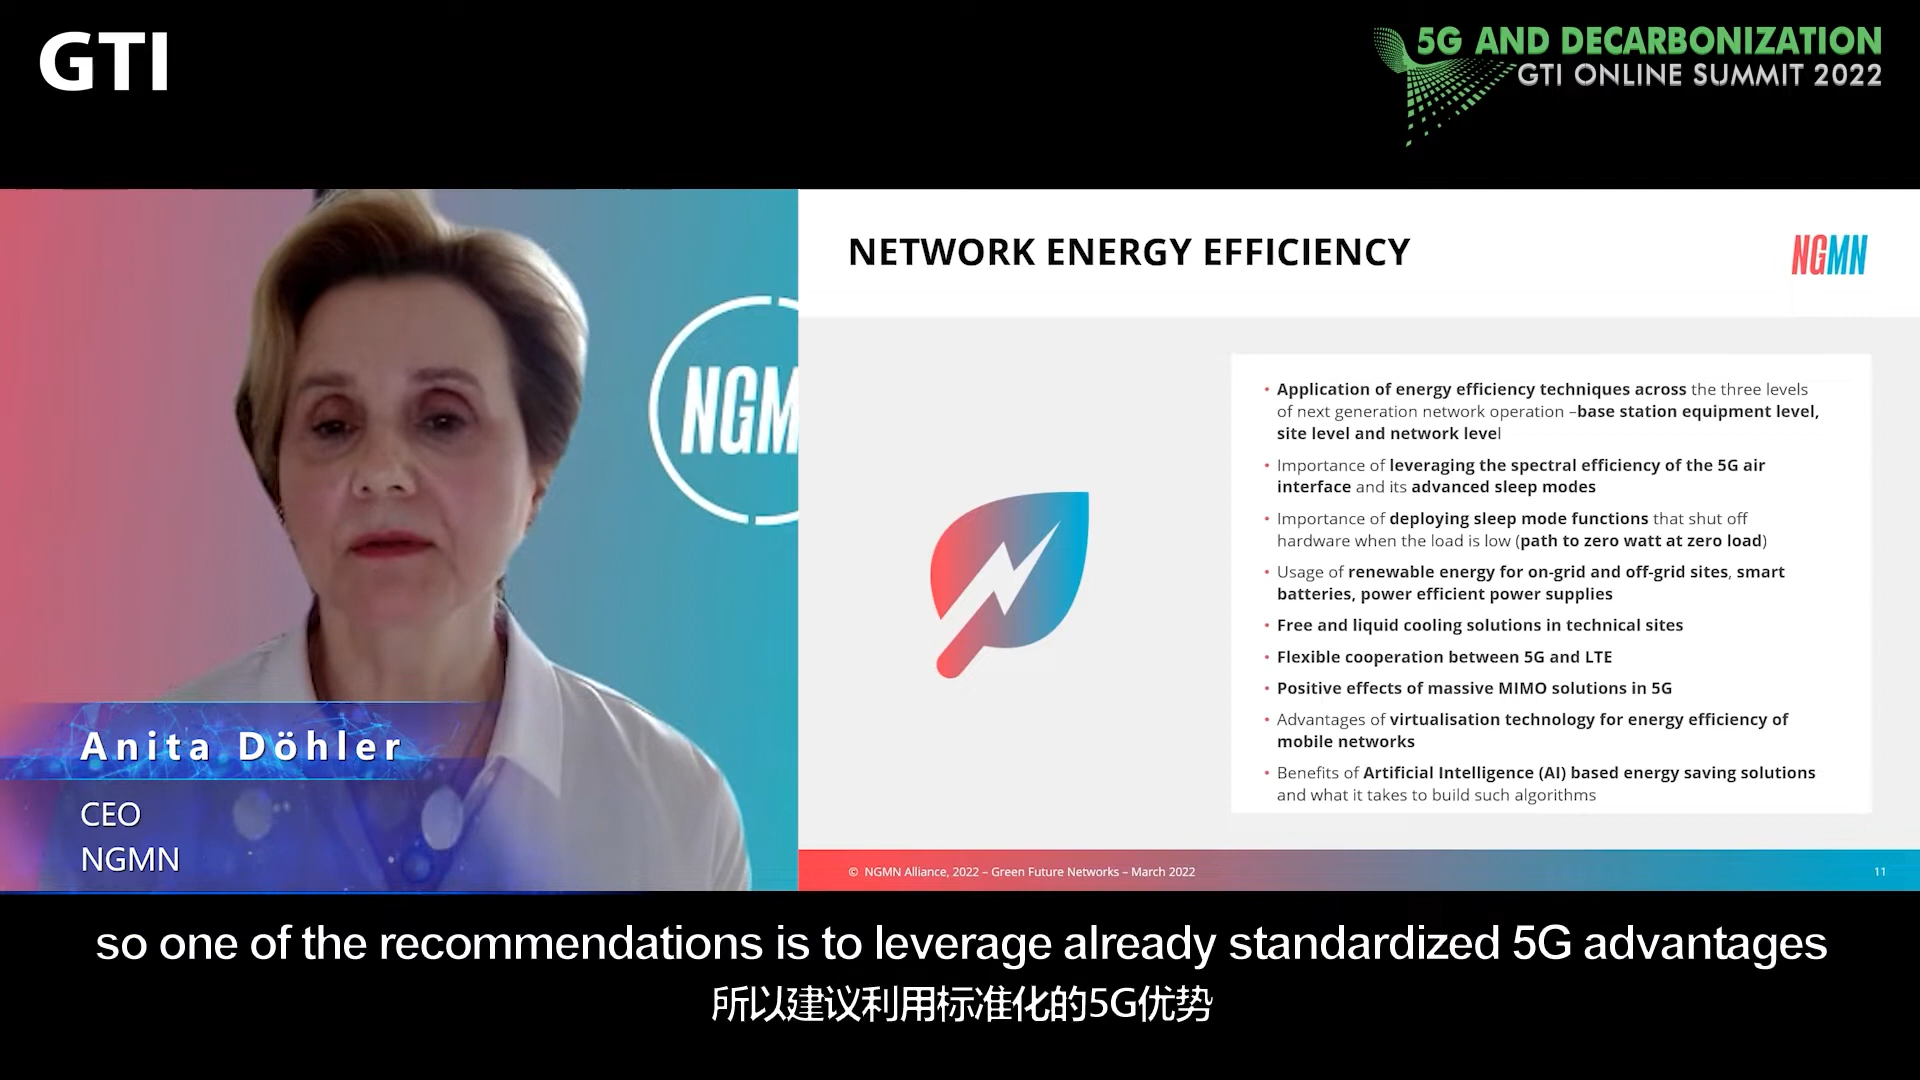 GTI
5G AND DECARBONIZATION
GTI ONLINE SUMMIT 2022
NGM
Anita Döhler
CEO
NGMN
NETWORK ENERGY EFFICIENCY
NGMN
• Application of energy efficiency techniques across the three levels
of next generation network operation –base station equipment level,
site level and network level
• Importance of leveraging the spectral efficiency of the 5G air
interface and its advanced sleep modes
• Importance of deploying sleep mode functions that shut off
hardware when the load is low (path to zero watt at zero load)
• Usage of renewable energy for on-grid and off-grid sites, smart
batteries, power efficient power supplies
• Free and liquid cooling solutions in technical sites
• Flexible cooperation between 5G and LTE
• Positive effects of massive MIMO solutions in 5G
• Advantages of virtualisation technology for energy efficiency of
mobile networks
• Benefits of Artificial Intelligence (AI) based energy saving solutions
and what it takes to build such algorithms
© NGMN Alliance, 2022 – Green Future Networks – March 2022
11
so one of the recommendations is to leverage already standardized 5G advantages
所以建议利用标准化的5G优势